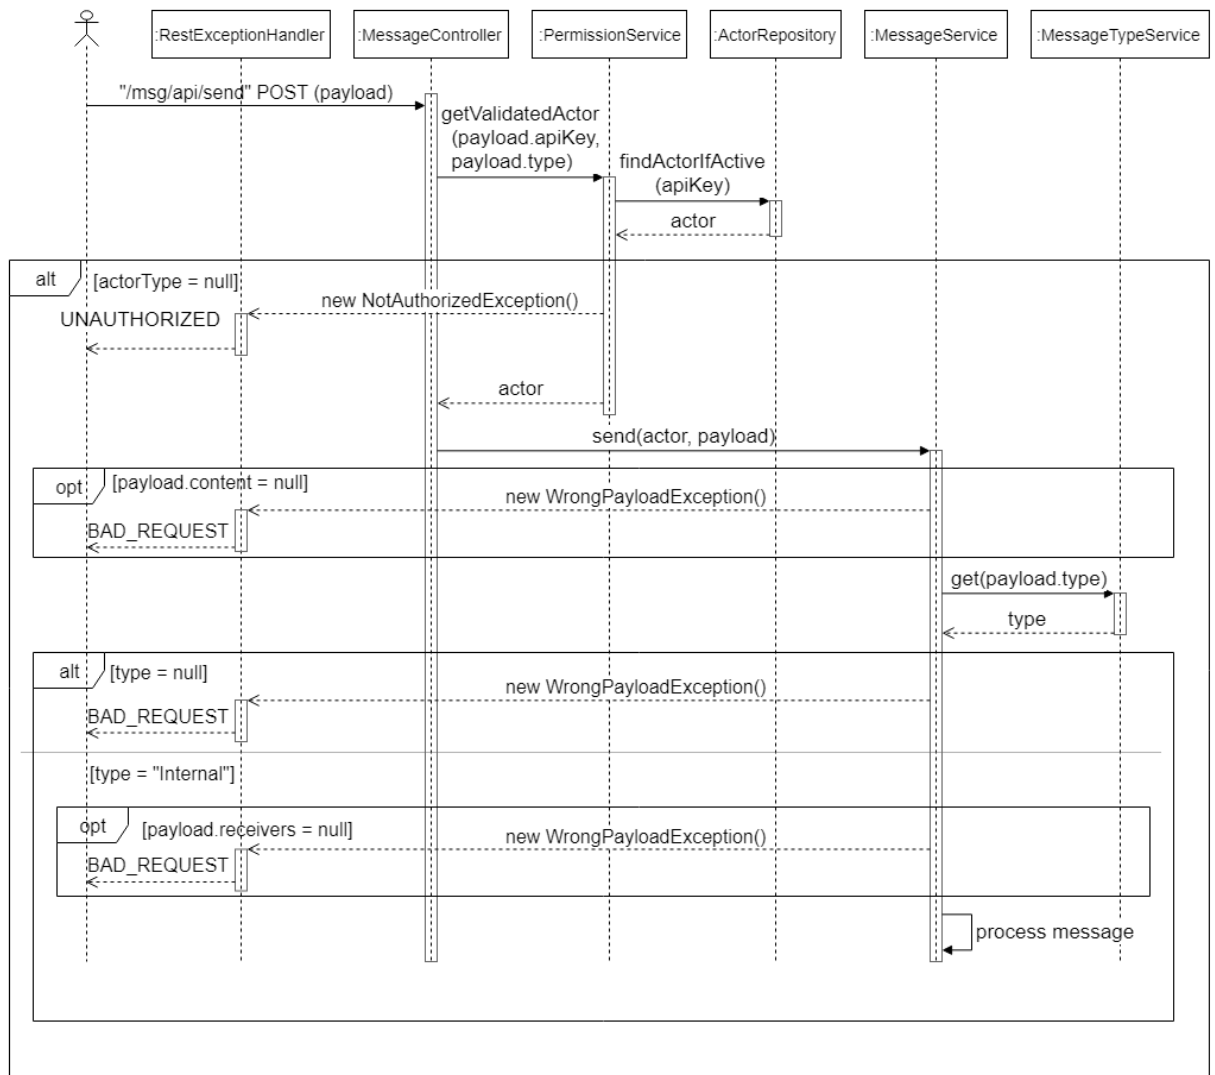 :RestExceptionHandler
:MessageController
:PermissionService
:ActorRepository
:MessageService
:MessageTypeService
"/msg/api/send" POST (payload)
getValidatedActor
(payload.apiKey,
payload.type)
findActorIfActive
(apiKey)
actor
alt
[actorType = null]
new NotAuthorizedException()
UNAUTHORIZED
actor
send(actor, payload)
opt
[payload.content = null]
new WrongPayloadException()
BAD_REQUEST
get(payload.type)
type
alt
[type = null]
new WrongPayloadException()
BAD_REQUEST
[type = "Internal"]
opt
[payload.receivers = null]
new WrongPayloadException()
BAD_REQUEST
process message